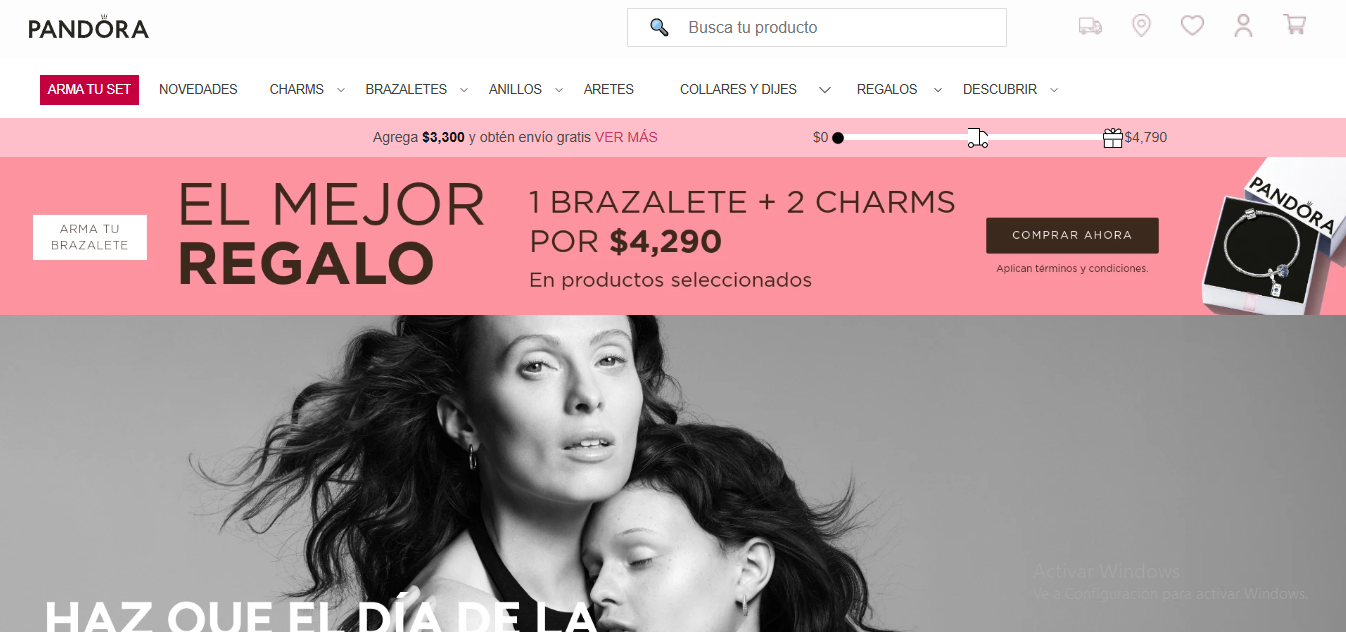 PANDÓRA
Busca tu producto
ARMA TU SET NOVEDADES CHARMS BRAZALETES ANILLOS ARETES COLLARES Y DIJES REGALOS DESCUBRIR
Agrega $3,300 y obtén envío gratis VER MÁS $0 $4,790
ARMA TU
BRAZALETE
EL MEJOR
REGALO
1 BRAZALETE + 2 CHARMS
POR $4,290
En productos seleccionados
COMPRAR AHORA
Aplican términos y condiciones.
PANDÓRA
Activar Windows
Ve a Configuración para activar Windows.
HAZ QUE EL DÍA DE LA